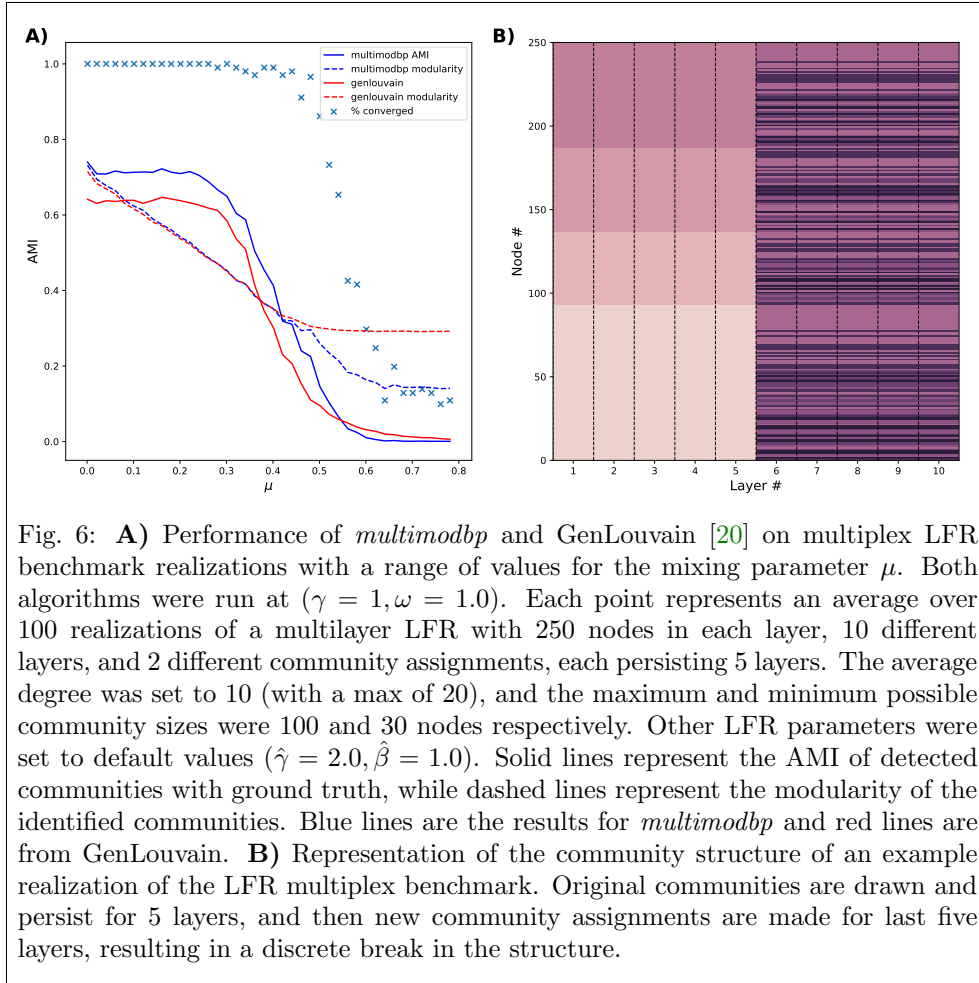 A)
multimodbp AMI
multimodbp modularity
genlouvain
genlouvain modularity
% converged
1.0
0.8
0.6
0.4
0.2
0.0
AMI
0.0 0.1 0.2 0.3 0.4 0.5 0.6 0.7 0.8
μ
B)
250
200
150
100
50
0
Node #
1 2 3 4 5 6 7 8 9 10
Layer #
Fig. 6: A) Performance of multimodbp and GenLouvain [20] on multiplex LFR
benchmark realizations with a range of values for the mixing parameter μ. Both
algorithms were run at (γ = 1, ω = 1.0). Each point represents an average over
100 realizations of a multilayer LFR with 250 nodes in each layer, 10 different
layers, and 2 different community assignments, each persisting 5 layers. The average
degree was set to 10 (with a max of 20), and the maximum and minimum possible
community sizes were 100 and 30 nodes respectively. Other LFR parameters were
set to default values (γ̂ = 2.0, β̂ = 1.0). Solid lines represent the AMI of detected
communities with ground truth, while dashed lines represent the modularity of the
identified communities. Blue lines are the results for multimodbp and red lines are
from GenLouvain. B) Representation of the community structure of an example
realization of the LFR multiplex benchmark. Original communities are drawn and
persist for 5 layers, and then new community assignments are made for last five
layers, resulting in a discrete break in the structure.